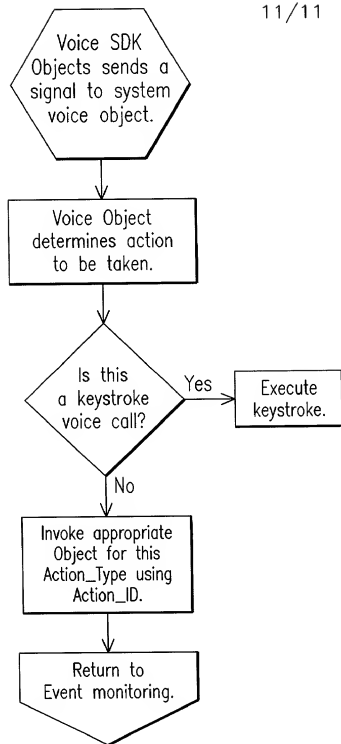 11/11
Voice SDK
Objects sends a
signal to system
voice object.
Voice Object
determines action
to be taken.
Is this
a keystroke
voice call?
Yes
Execute
keystroke.
No
Invoke appropriate
Object for this
Action_Type using
Action_ID.
Return to
Event monitoring.